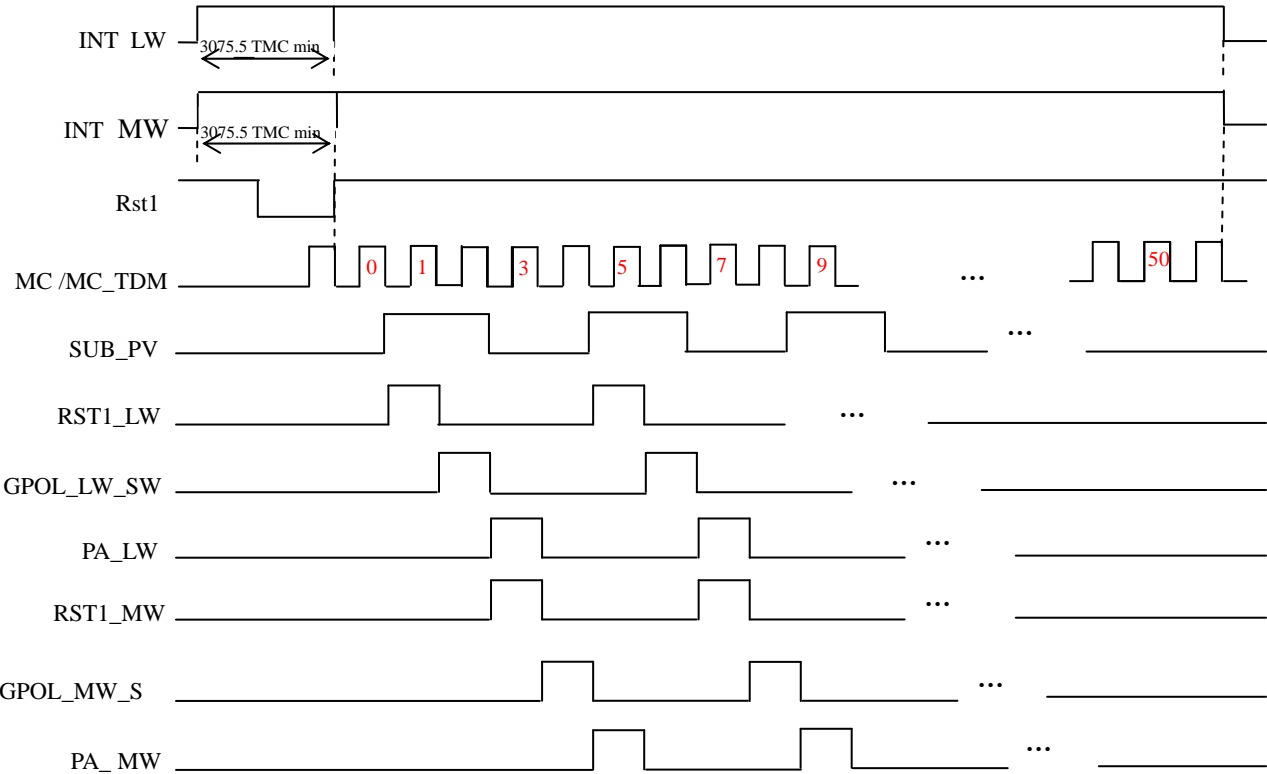 INT LW
3075.5 TMC min
INT MW
3075.5 TMC min
Rst1
MC /MC_TDM
0 1 3 5 7 9 ... 50
SUB_PV ...
RST1_LW ...
GPOL_LW_SW ...
PA_LW ...
RST1_MW ...
GPOL_MW_S ...
PA_ MW ...